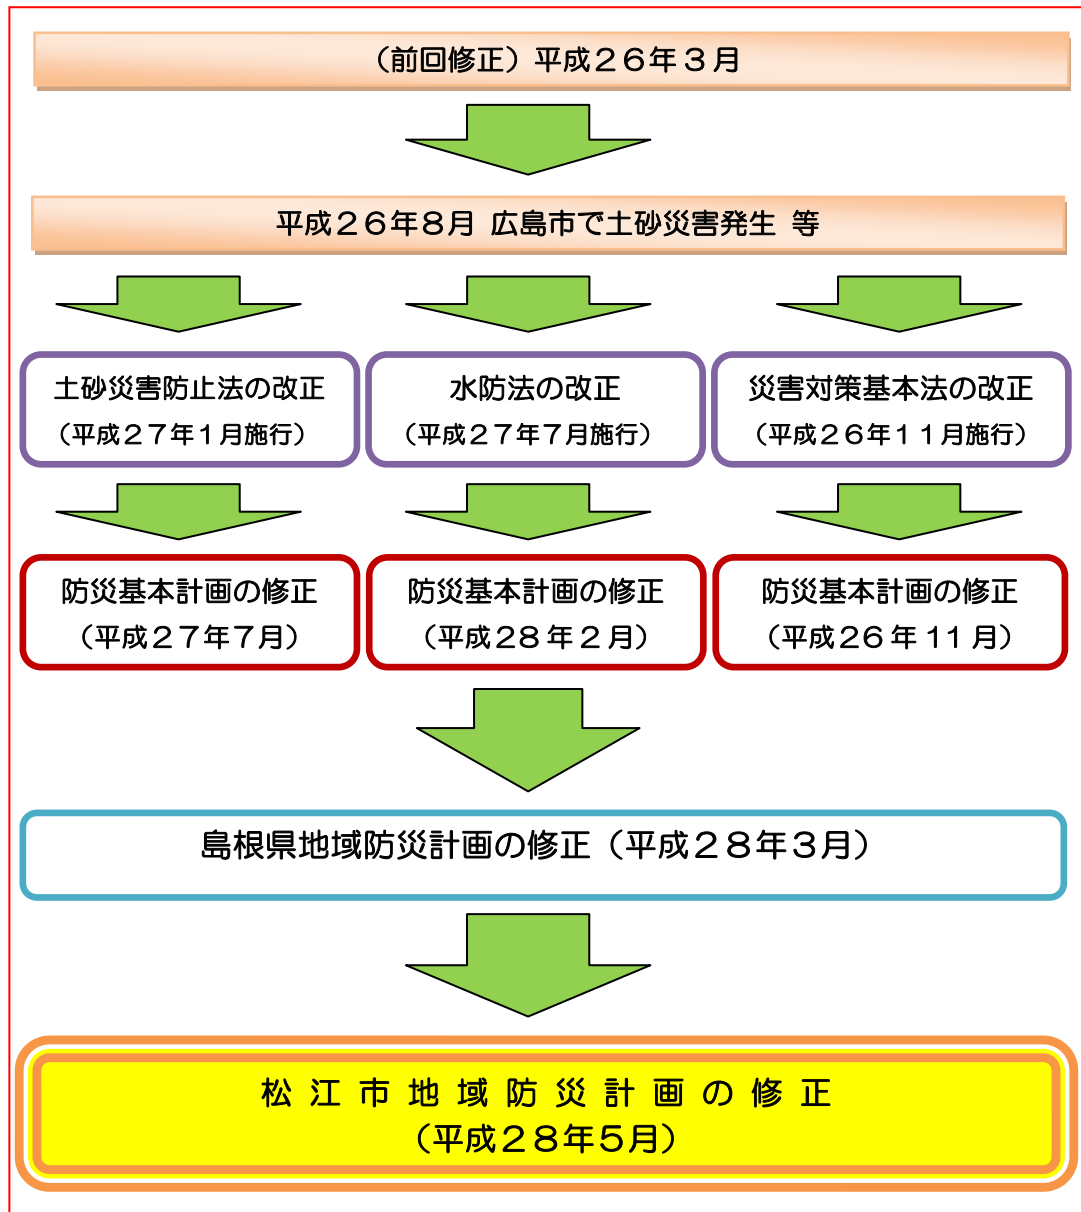 （前回修正）平成２６年３月
平成２６年８月 広島市で土砂災害発生 等
土砂災害防止法の改正
（平成２７年１月施行）
水防法の改正
（平成２７年７月施行）
災害対策基本法の改正
（平成２６年１１月施行）
防災基本計画の修正
（平成２７年７月）
防災基本計画の修正
（平成２８年２月）
防災基本計画の修正
（平成２６年 11 月）
島根県地域防災計画の修正（平成２８年３月）
松 江 市 地 域 防 災 計 画 の 修 正
（平成２８年５月）